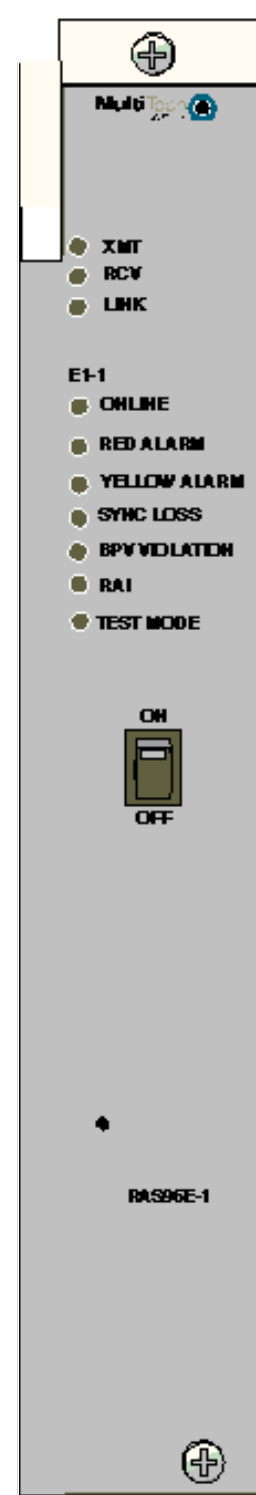 MultiTech
XMT
RCV
LINK
E1-1
ONLINE
RED ALARM
YELLOW ALARM
SYNC LOSS
BPV VIOLATION
RAI
TEST MODE
ON
OFF
RAS96E-1